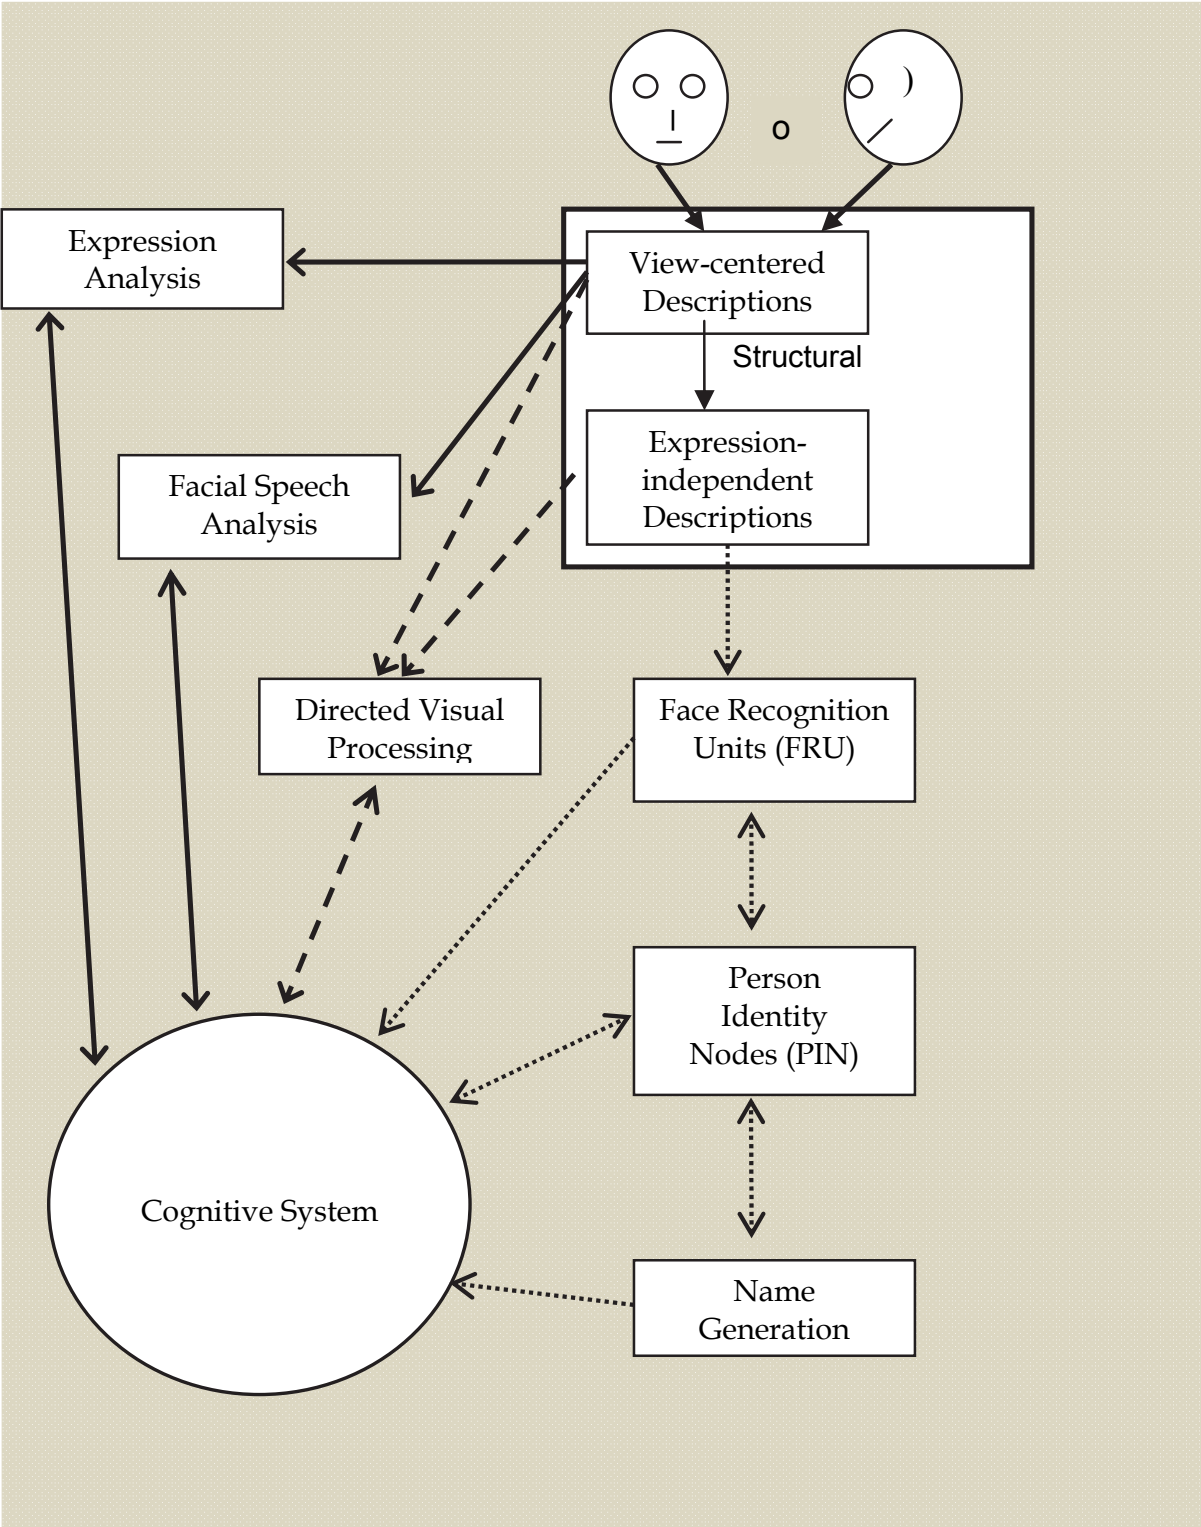 o
Expression
Analysis
View-centered
Descriptions
Structural
Expression-
independent
Descriptions
Facial Speech
Analysis
Directed Visual
Processing
Face Recognition
Units (FRU)
Person
Identity
Nodes (PIN)
Cognitive System
Name
Generation